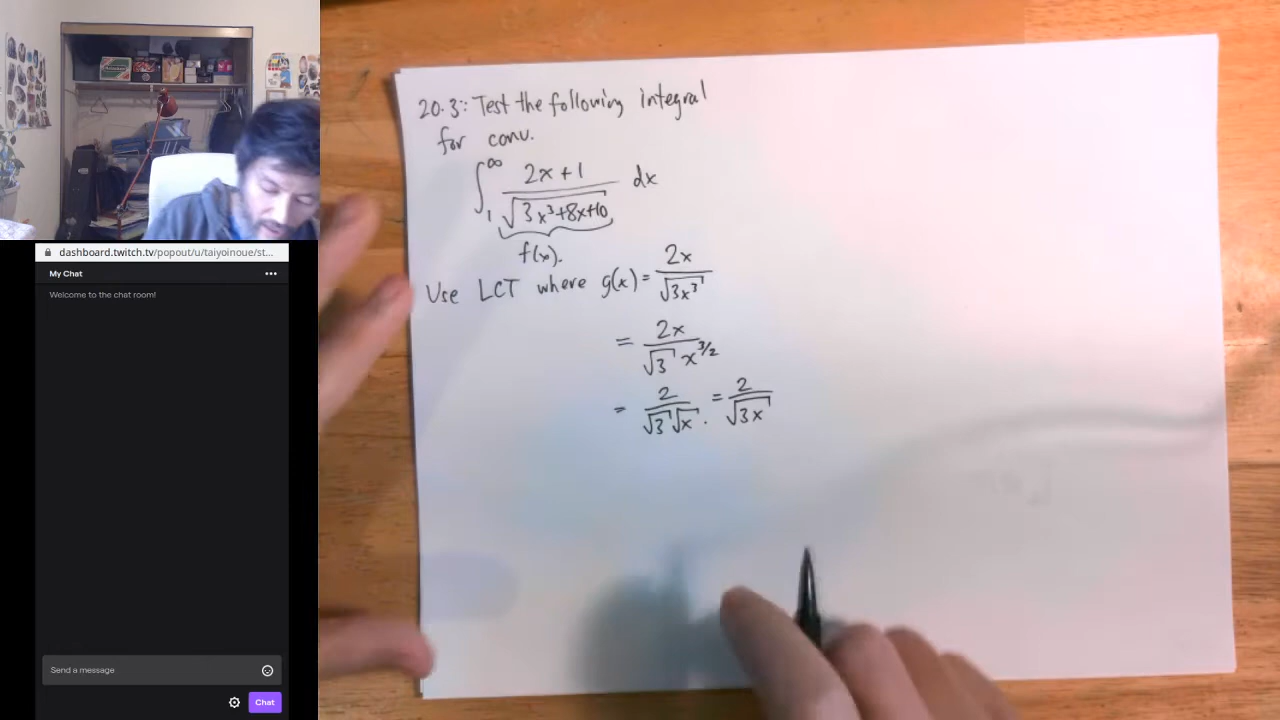 dashboard.twitch.tv/popout/u/taiyoinoue/st...
My Chat
Welcome to the chat room!
Send a message
Chat
20.3: Test the following integral
for conv.
∫₁^∞ (2x+1)/√(3x³+8x+10) dx
f(x).
Use LCT where g(x) = 2x/√(3x³)
= 2x/(√3 x^(3/2))
= 2/(√3 √x). = 2/√(3x)